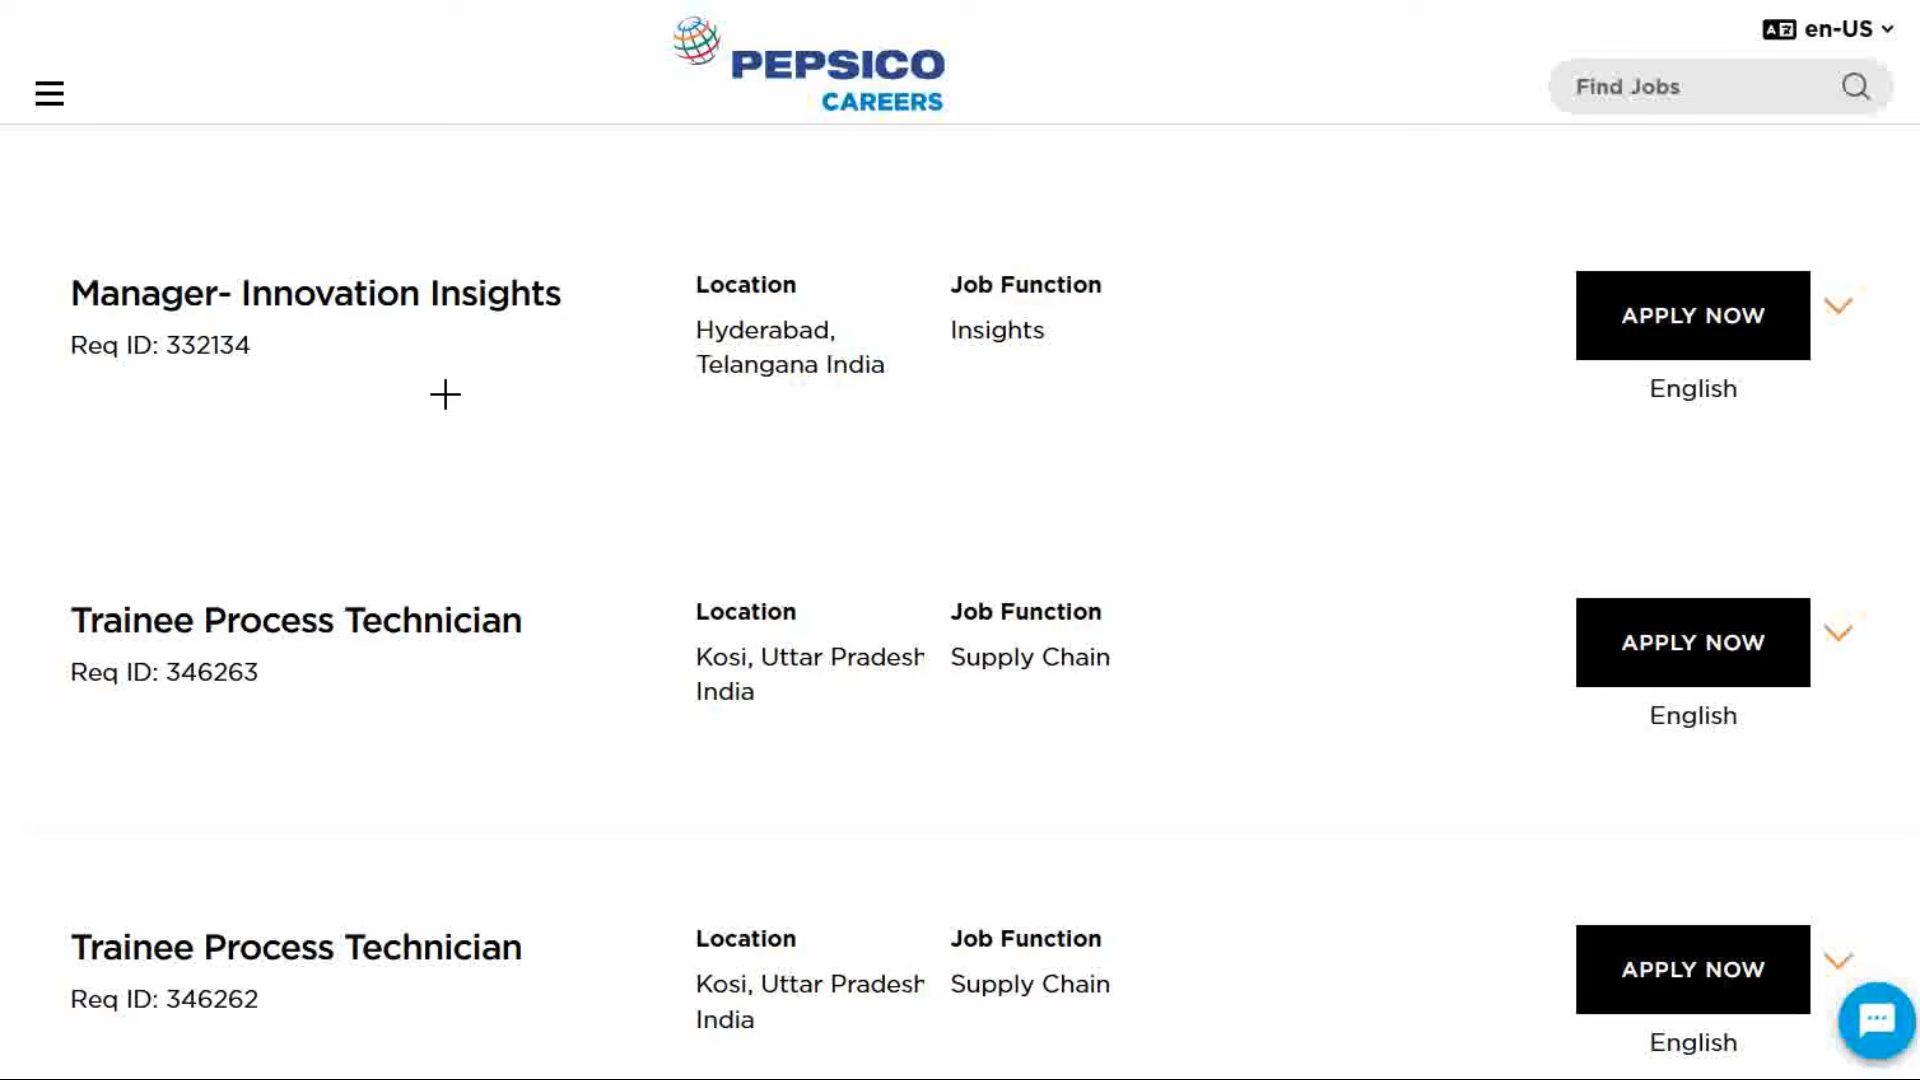 en-US
PEPSICO
CAREERS
Find Jobs
Manager- Innovation Insights
Req ID: 332134
Location
Hyderabad,
Telangana India
Job Function
Insights
APPLY NOW
English
Trainee Process Technician
Req ID: 346263
Location
Kosi, Uttar Pradesh
India
Job Function
Supply Chain
APPLY NOW
English
Trainee Process Technician
Req ID: 346262
Location
Kosi, Uttar Pradesh
India
Job Function
Supply Chain
APPLY NOW
English